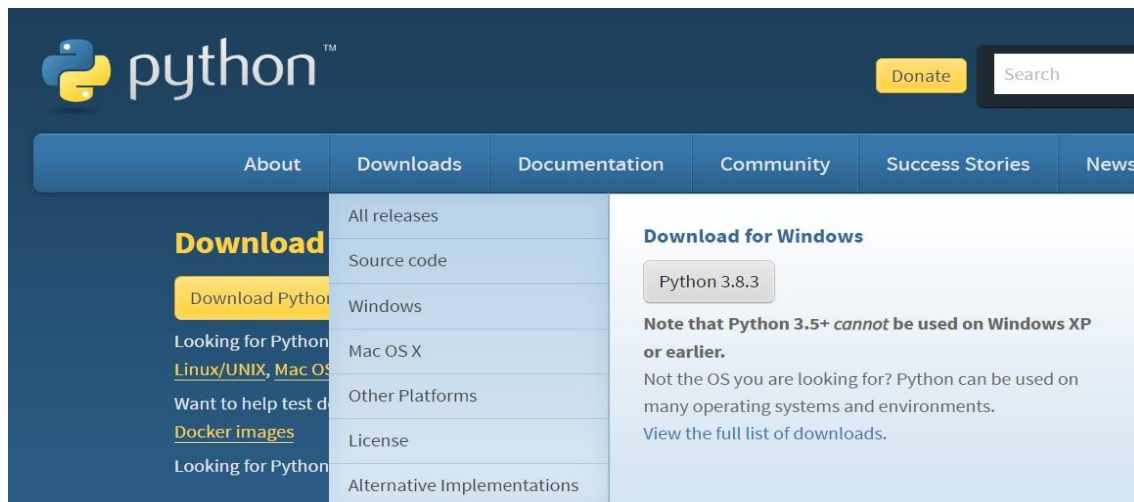 python™
Donate
Search
About
Downloads
Documentation
Community
Success Stories
News
Download
Download Python
Looking for Python
Linux/UNIX, Mac OS
Want to help test d
Docker images
Looking for Python
All releases
Source code
Windows
Mac OS X
Other Platforms
License
Alternative Implementations
Download for Windows
Python 3.8.3
Note that Python 3.5+ cannot be used on Windows XP
or earlier.
Not the OS you are looking for? Python can be used on
many operating systems and environments.
View the full list of downloads.